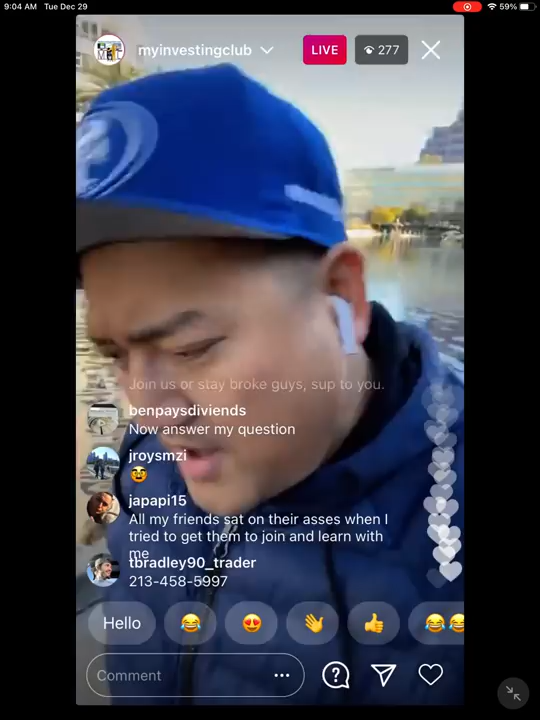 9:04 AM Tue Dec 29
59%
myinvestingclub
LIVE
277
Join us or stay broke guys, sup to you.
benpaysdiviends
Now answer my question
jroysmzi
japapi15
All my friends sat on their asses when I
tried to get them to join and learn with
me
tbradley90_trader
213-458-5997
Hello
Comment